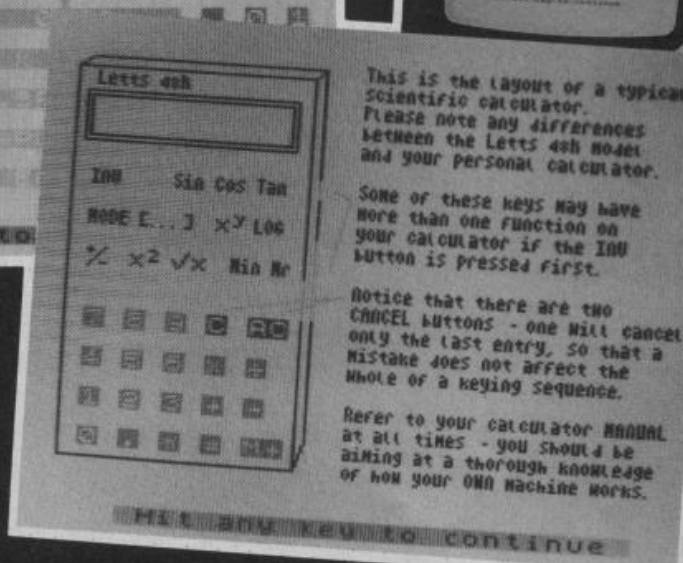 Letts 4sh
INV Sin Cos Tan
MODE [...] xʸ LOG
+/- x² √x Min Mr
C AC
M+
This is the layout of a typical
scientific calculator.
Please note any differences
between the Letts 4sh model
and your personal calculator.
Some of these keys may have
more than one function on
your calculator if the INV
button is pressed first.
Notice that there are two
CANCEL buttons - one will cancel
only the last entry, so that a
mistake does not affect the
whole of a keying sequence.
Refer to your calculator MANUAL
at all times - you should be
aiming at a thorough knowledge
of how your OWN machine works.
Hit any key to continue
to